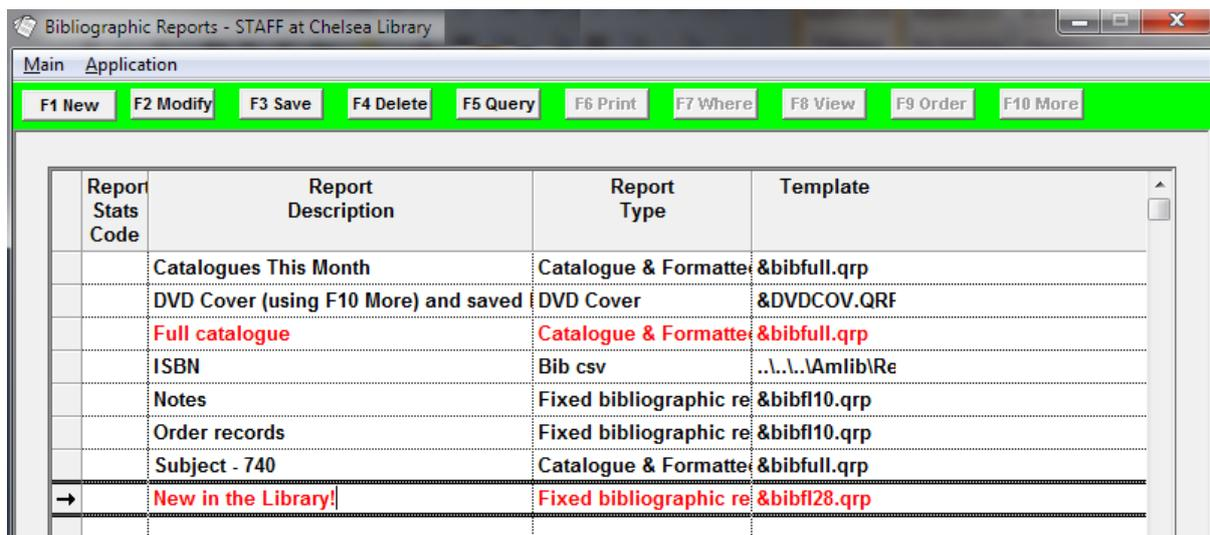 Bibliographic Reports - STAFF at Chelsea Library
Main Application
F1 New F2 Modify F3 Save F4 Delete F5 Query F6 Print F7 Where F8 View F9 Order F10 More
Report Stats Code Report Description Report Type Template
Catalogues This Month Catalogue & Formatte &bibfull.qrp
DVD Cover (using F10 More) and saved DVD Cover &DVDCOV.QRF
Full catalogue Catalogue & Formatte &bibfull.qrp
ISBN Bib csv ..\..\..\Amlib\Re
Notes Fixed bibliographic re &bibfl10.qrp
Order records Fixed bibliographic re &bibfl10.qrp
Subject - 740 Catalogue & Formatte &bibfull.qrp
→ New in the Library! Fixed bibliographic re &bibfl28.qrp